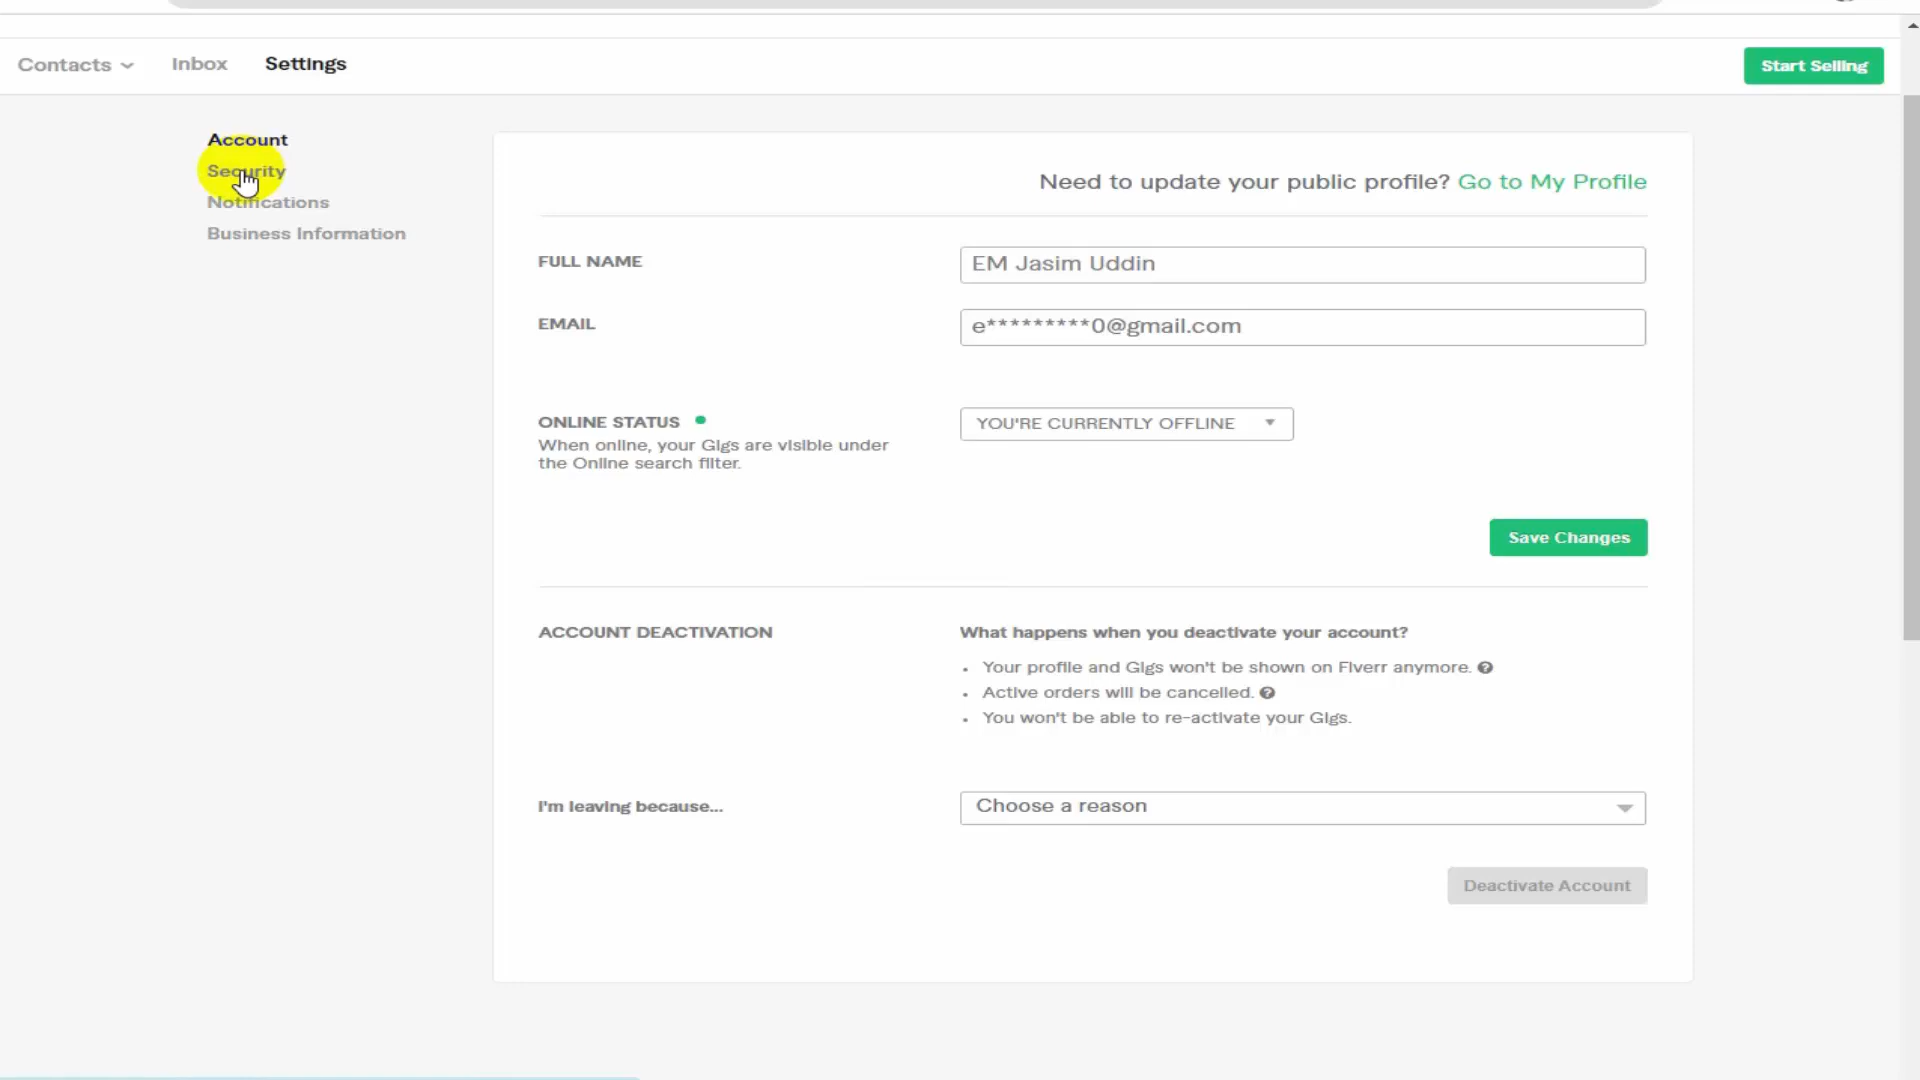 Contacts Inbox Settings Start Selling
Account
Security
Notifications
Business Information
Need to update your public profile? Go to My Profile
FULL NAME EM Jasim Uddin
EMAIL e*********0@gmail.com
ONLINE STATUS YOU'RE CURRENTLY OFFLINE
When online, your Gigs are visible under
the Online search filter.
Save Changes
ACCOUNT DEACTIVATION What happens when you deactivate your account?
• Your profile and Gigs won't be shown on Fiverr anymore. ?
• Active orders will be cancelled. ?
• You won't be able to re-activate your Gigs.
I'm leaving because... Choose a reason
Deactivate Account